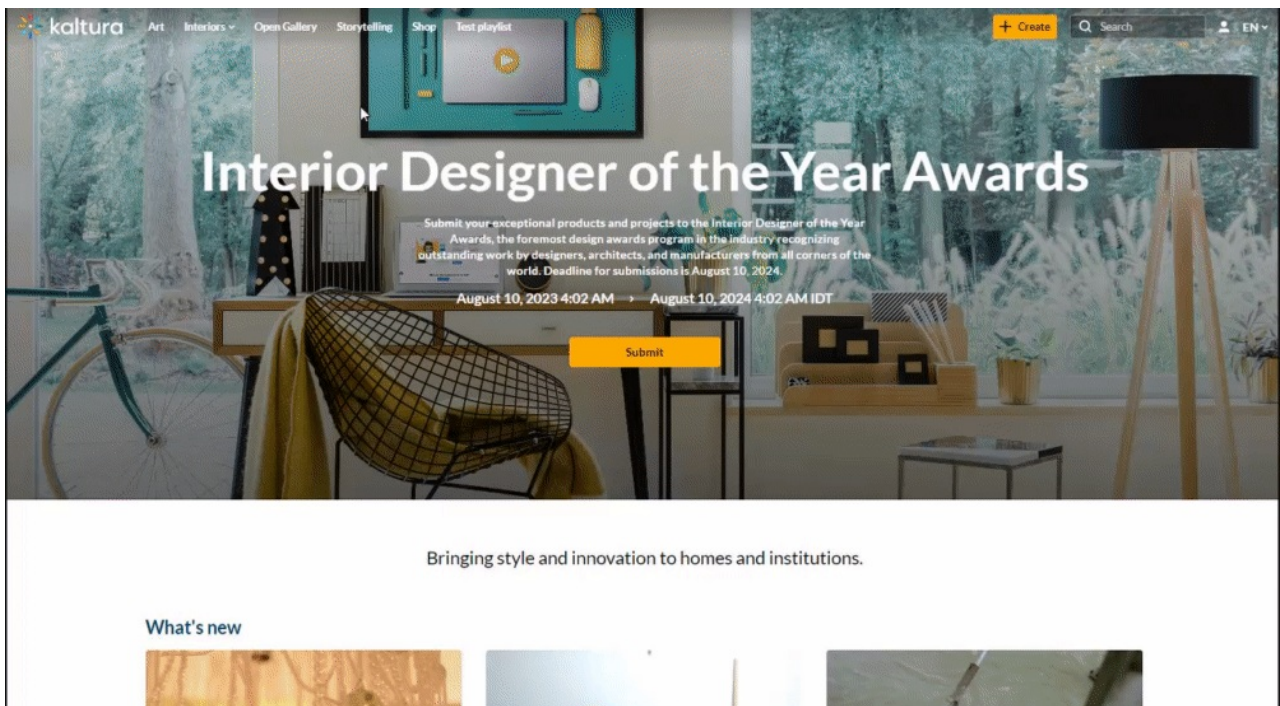 kaltura
Art Interiors Open Gallery Storytelling Shop Test playlist
+ Create Search EN
Interior Designer of the Year Awards
Submit your exceptional products and projects to the Interior Designer of the Year
Awards, the foremost design awards program in the industry recognizing
outstanding work by designers, architects, and manufacturers from all corners of the
world. Deadline for submissions is August 10, 2024.
August 10, 2023 4:02 AM › August 10, 2024 4:02 AM IDT
Submit
Bringing style and innovation to homes and institutions.
What's new